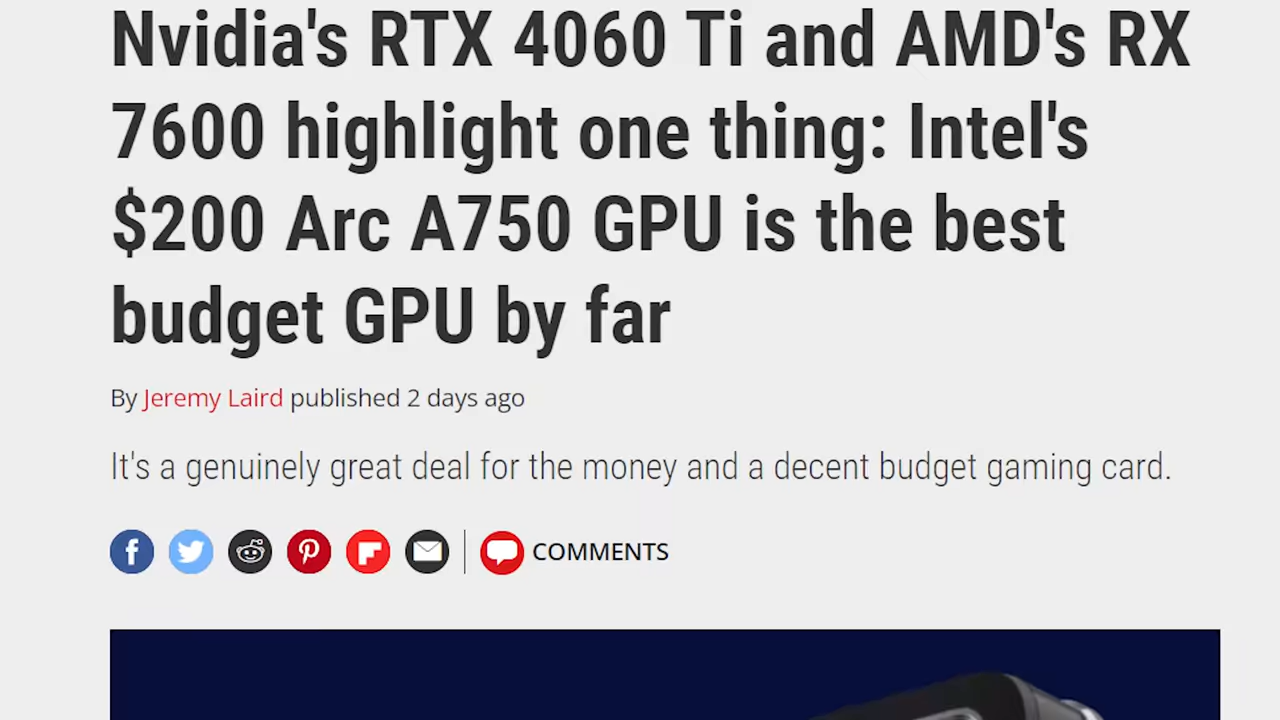 Nvidia's RTX 4060 Ti and AMD's RX
7600 highlight one thing: Intel's
$200 Arc A750 GPU is the best
budget GPU by far
By Jeremy Laird published 2 days ago
It's a genuinely great deal for the money and a decent budget gaming card.
COMMENTS